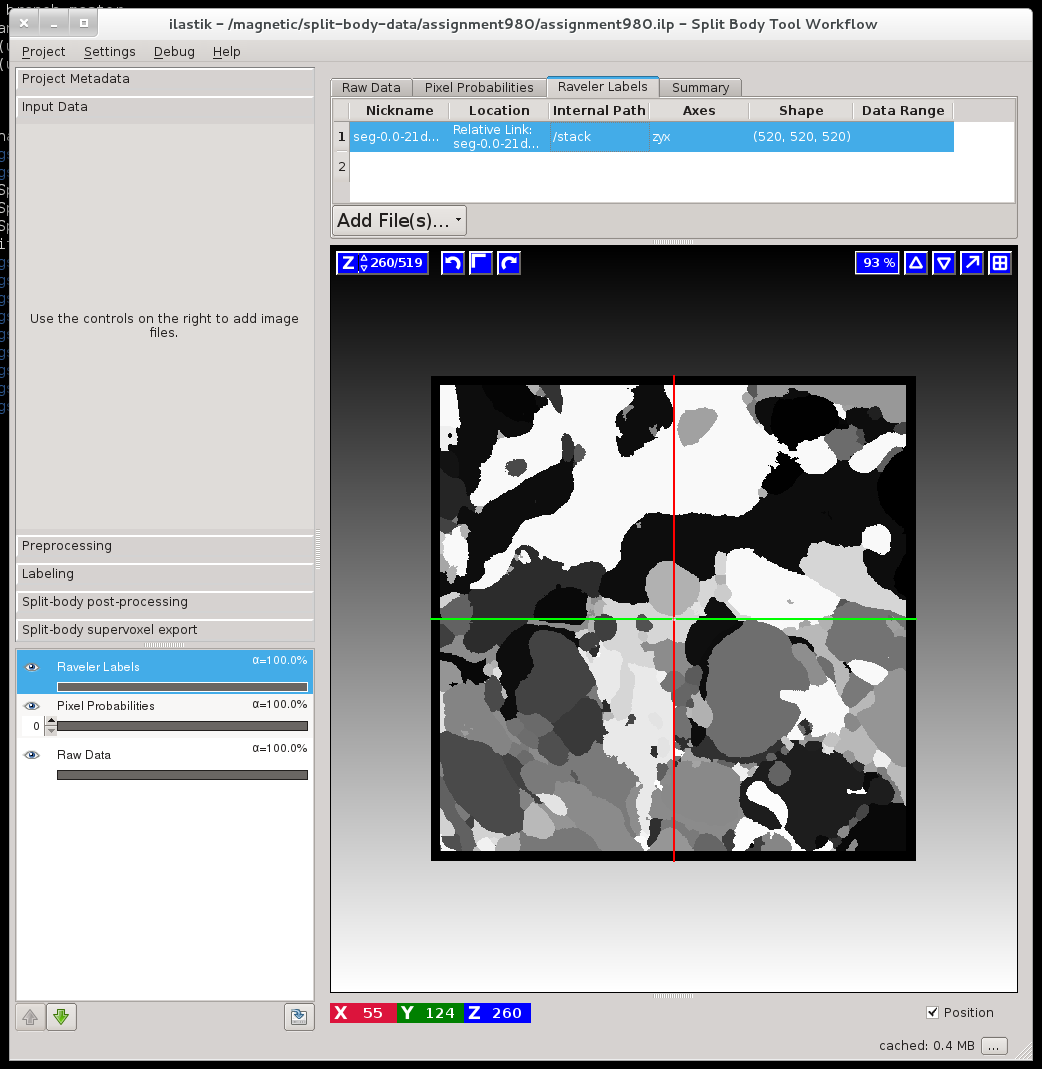 ilastik – /magnetic/split-body-data/assignment980/assignment980.ilp – Split Body Tool Workflow
Project Settings Debug Help
Project Metadata
Input Data
Use the controls on the right to add image
files.
Preprocessing
Labeling
Split-body post-processing
Split-body supervoxel export
Raveler Labels α=100.0%
Pixel Probabilities α=100.0%
0
Raw Data α=100.0%
Raw Data Pixel Probabilities Raveler Labels Summary
Nickname Location Internal Path Axes Shape Data Range
1 seg-0.0-21d... Relative Link: seg-0.0-21d... /stack zyx (520, 520, 520)
2
Add File(s)...
Z 260/519 93 %
X 55 Y 124 Z 260
Position
cached: 0.4 MB ...